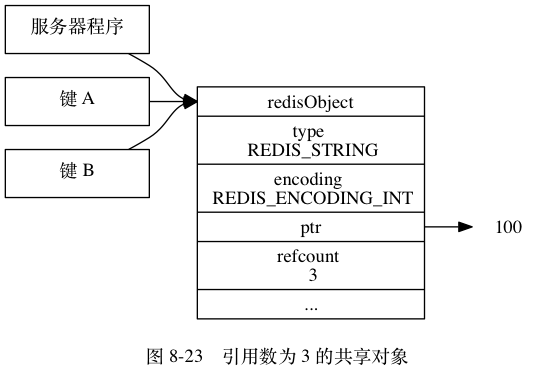 服务器程序
键 A
键 B
redisObject
type
REDIS_STRING
encoding
REDIS_ENCODING_INT
ptr
100
refcount
3
...
图 8-23 引用数为 3 的共享对象